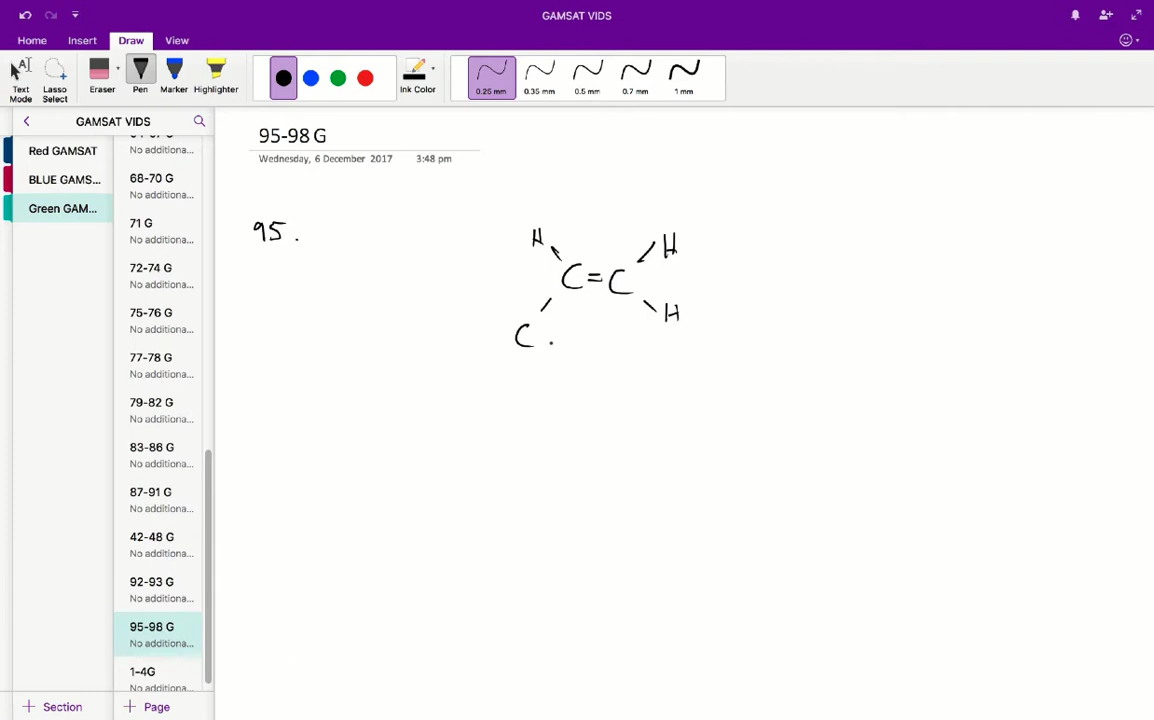 GAMSAT VIDS
Home Insert Draw View
Text Mode
Lasso Select
Eraser
Pen
Marker
Highlighter
Ink Color
0.25 mm
0.35 mm
0.5 mm
0.7 mm
1 mm
GAMSAT VIDS
Red GAMSAT
BLUE GAMS...
Green GAM...
No additiona...
68-70 G
No additiona...
71 G
No additiona...
72-74 G
No additiona...
75-76 G
No additiona...
77-78 G
No additiona...
79-82 G
No additiona...
83-86 G
No additiona...
87-91 G
No additiona...
42-48 G
No additiona...
92-93 G
No additiona...
95-98 G
No additiona...
1-4G
No additiona...
+ Section
+ Page
95-98 G
Wednesday, 6 December 2017 3:48 pm
95.
H H
C=C
H
C